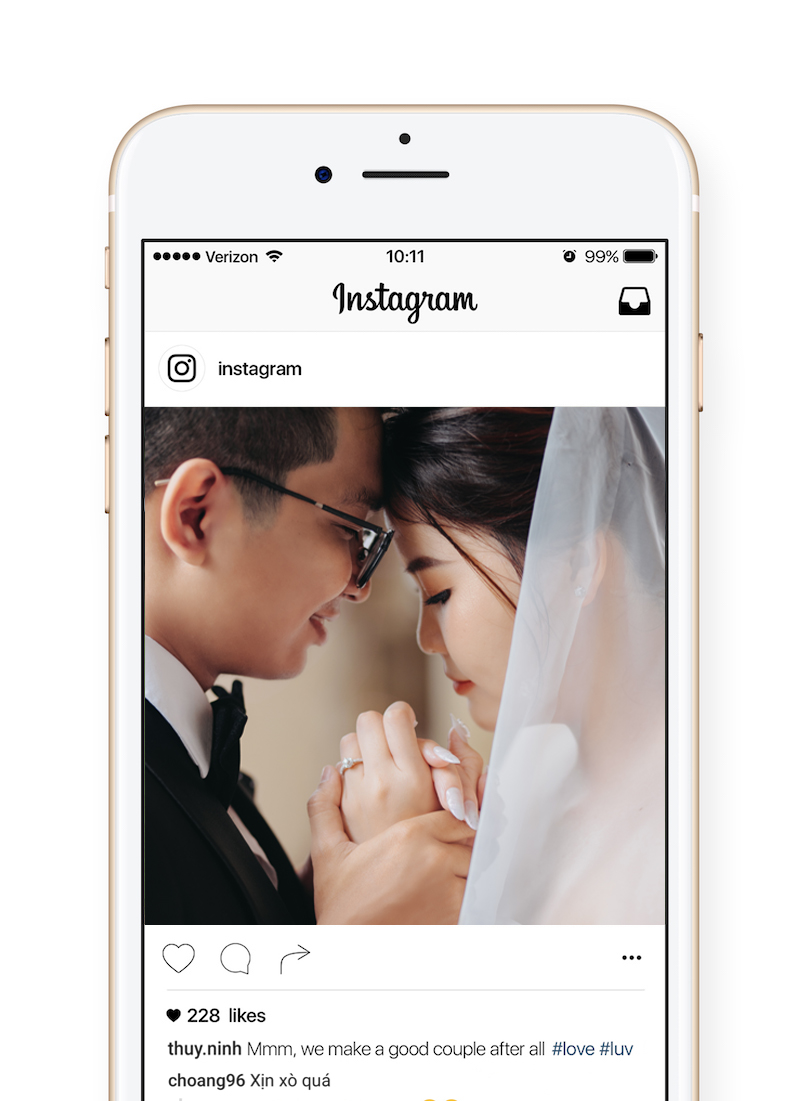 Verizon 10:11 99%
Instagram
instagram
228 likes
thuy.ninh Mmm, we make a good couple after all #love #luv
choang96 Xịn xò quá